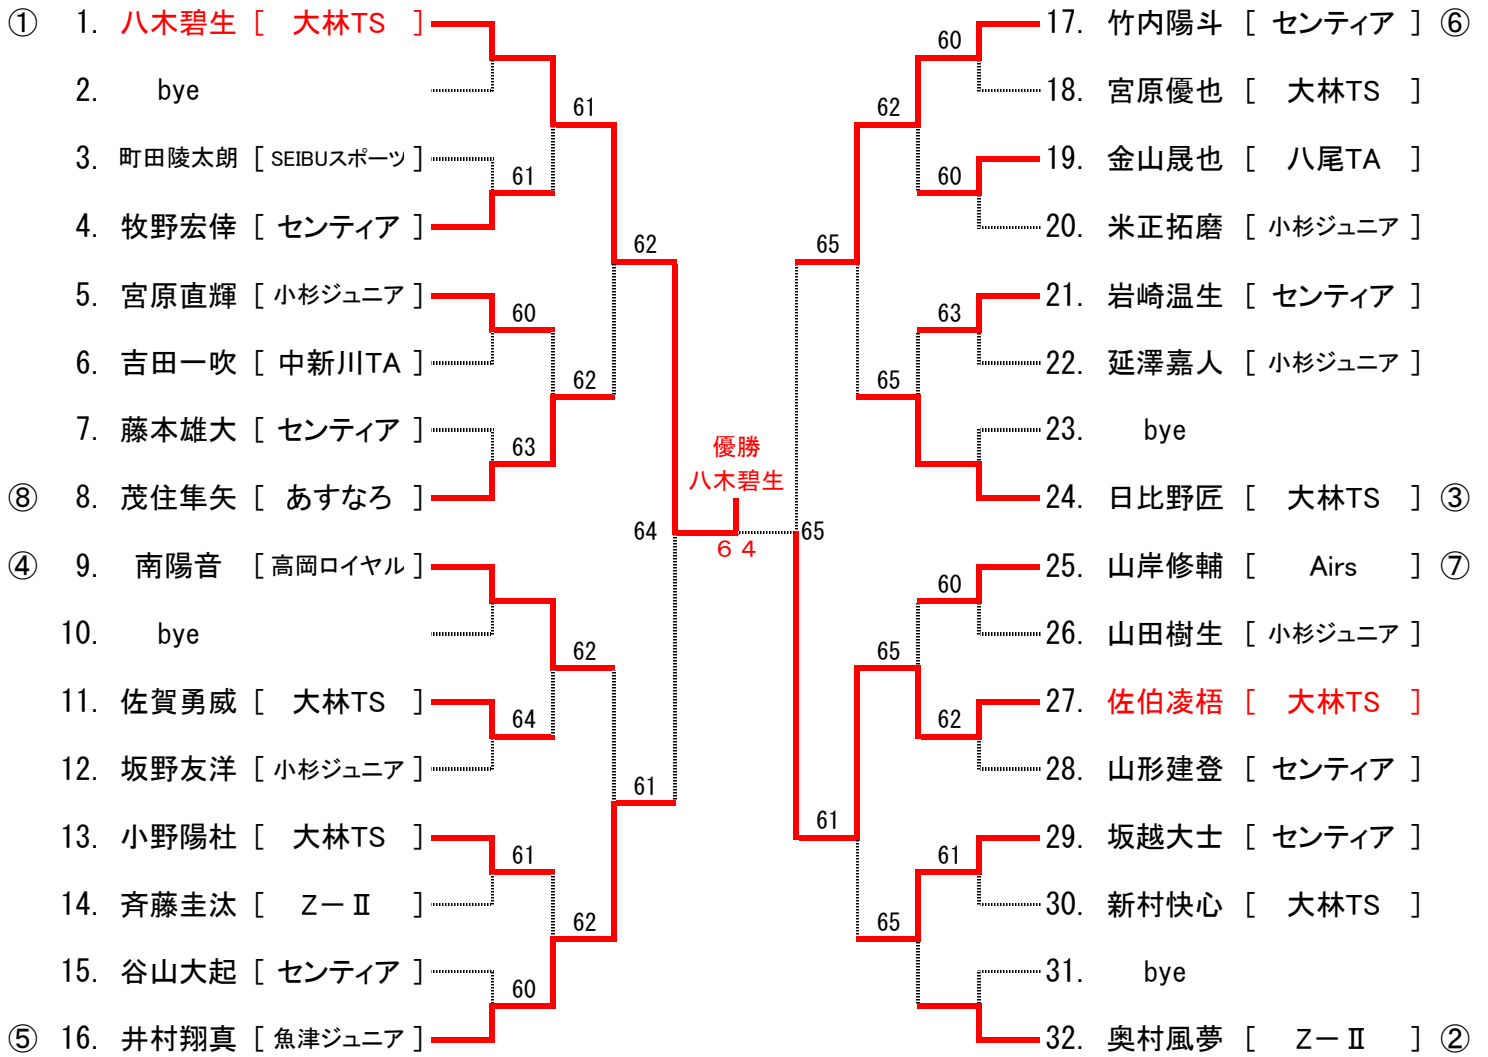 ① 1. 八木碧生 [ 大林TS ]
2. bye
3. 町田陵太朗 [ SEIBUスポーツ ]
4. 牧野宏倖 [ センティア ]
5. 宮原直輝 [ 小杉ジュニア ]
6. 吉田一吹 [ 中新川TA ]
7. 藤本雄大 [ センティア ]
⑧ 8. 茂住隼矢 [ あすなろ ]
④ 9. 南陽音 [ 高岡ロイヤル ]
10. bye
11. 佐賀勇威 [ 大林TS ]
12. 坂野友洋 [ 小杉ジュニア ]
13. 小野陽杜 [ 大林TS ]
14. 斉藤圭汰 [ Z－Ⅱ ]
15. 谷山大起 [ センティア ]
⑤ 16. 井村翔真 [ 魚津ジュニア ]
61
60
63
64
61
60
61
62
62
62
62
61
64
優勝
八木碧生
６４
65
65
61
62
65
65
65
60
60
63
60
62
61
17. 竹内陽斗 [ センティア ] ⑥
18. 宮原優也 [ 大林TS ]
19. 金山晟也 [ 八尾TA ]
20. 米正拓磨 [ 小杉ジュニア ]
21. 岩崎温生 [ センティア ]
22. 延澤嘉人 [ 小杉ジュニア ]
23. bye
24. 日比野匠 [ 大林TS ] ③
25. 山岸修輔 [ Airs ] ⑦
26. 山田樹生 [ 小杉ジュニア ]
27. 佐伯凌梧 [ 大林TS ]
28. 山形建登 [ センティア ]
29. 坂越大士 [ センティア ]
30. 新村快心 [ 大林TS ]
31. bye
32. 奥村風夢 [ Z－Ⅱ ] ②